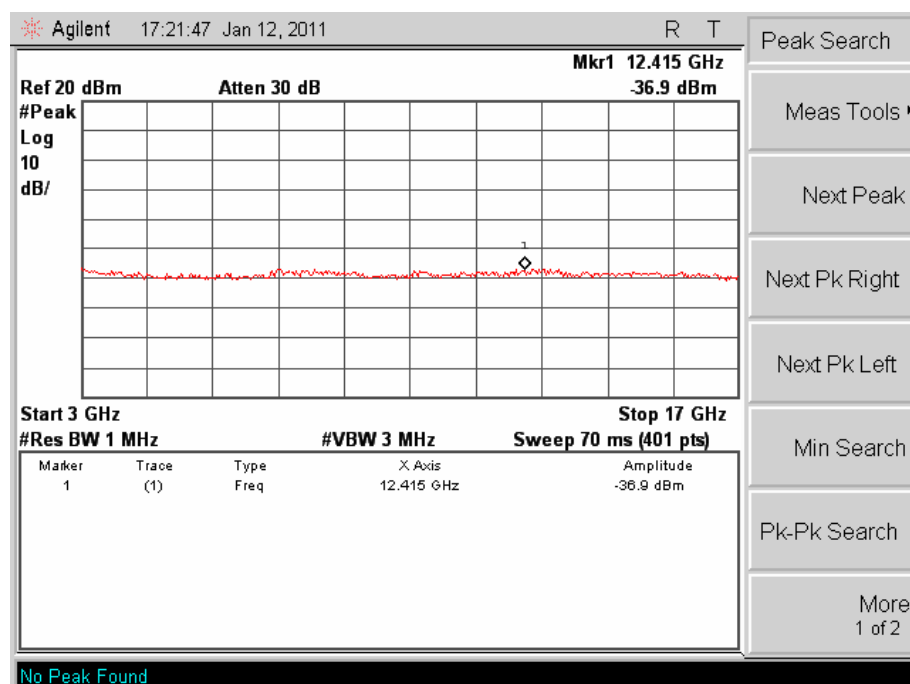 Agilent 17:21:47 Jan 12, 2011 R T
Mkr1 12.415 GHz
Ref 20 dBm Atten 30 dB -36.9 dBm
#Peak
Log
10
dB/
1
Start 3 GHz Stop 17 GHz
#Res BW 1 MHz #VBW 3 MHz Sweep 70 ms (401 pts)
Marker Trace Type X Axis Amplitude
1 (1) Freq 12.415 GHz -36.9 dBm
No Peak Found
Peak Search
Meas Tools
Next Peak
Next Pk Right
Next Pk Left
Min Search
Pk-Pk Search
More
1 of 2